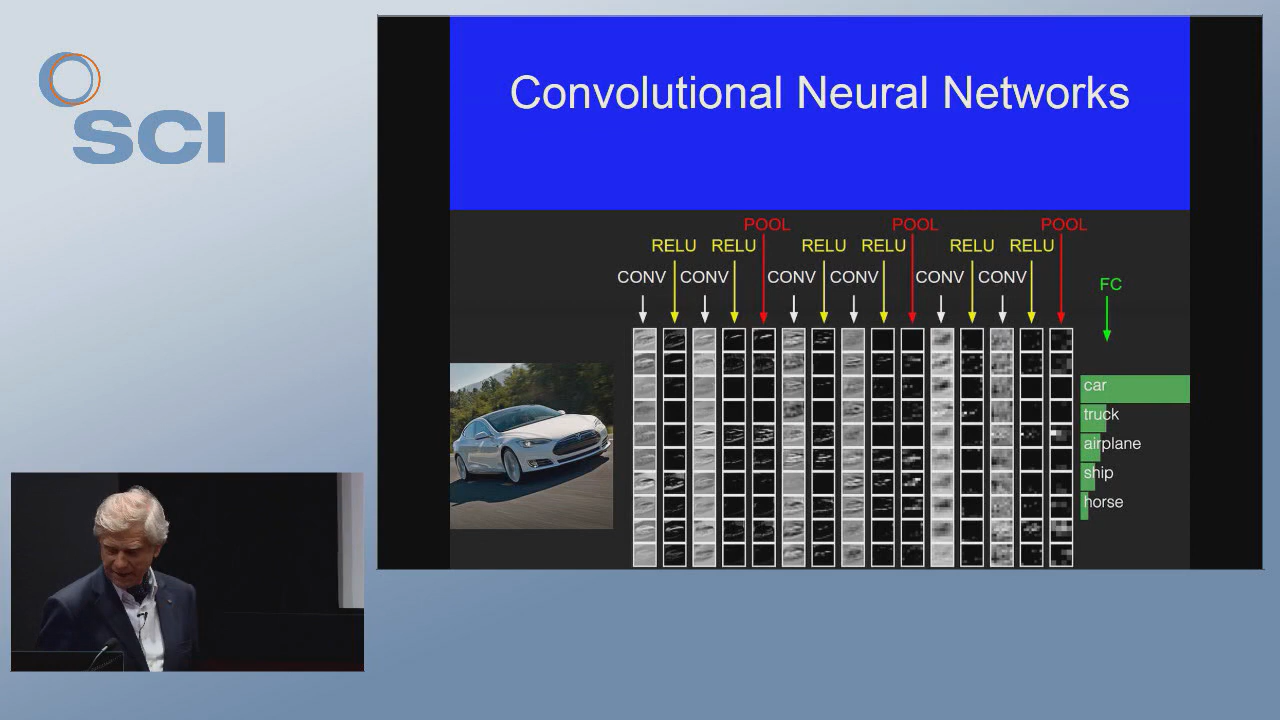 SCI
Convolutional Neural Networks
POOL POOL POOL
RELU RELU RELU RELU RELU RELU
CONV CONV CONV CONV CONV CONV
FC
car
truck
airplane
ship
horse